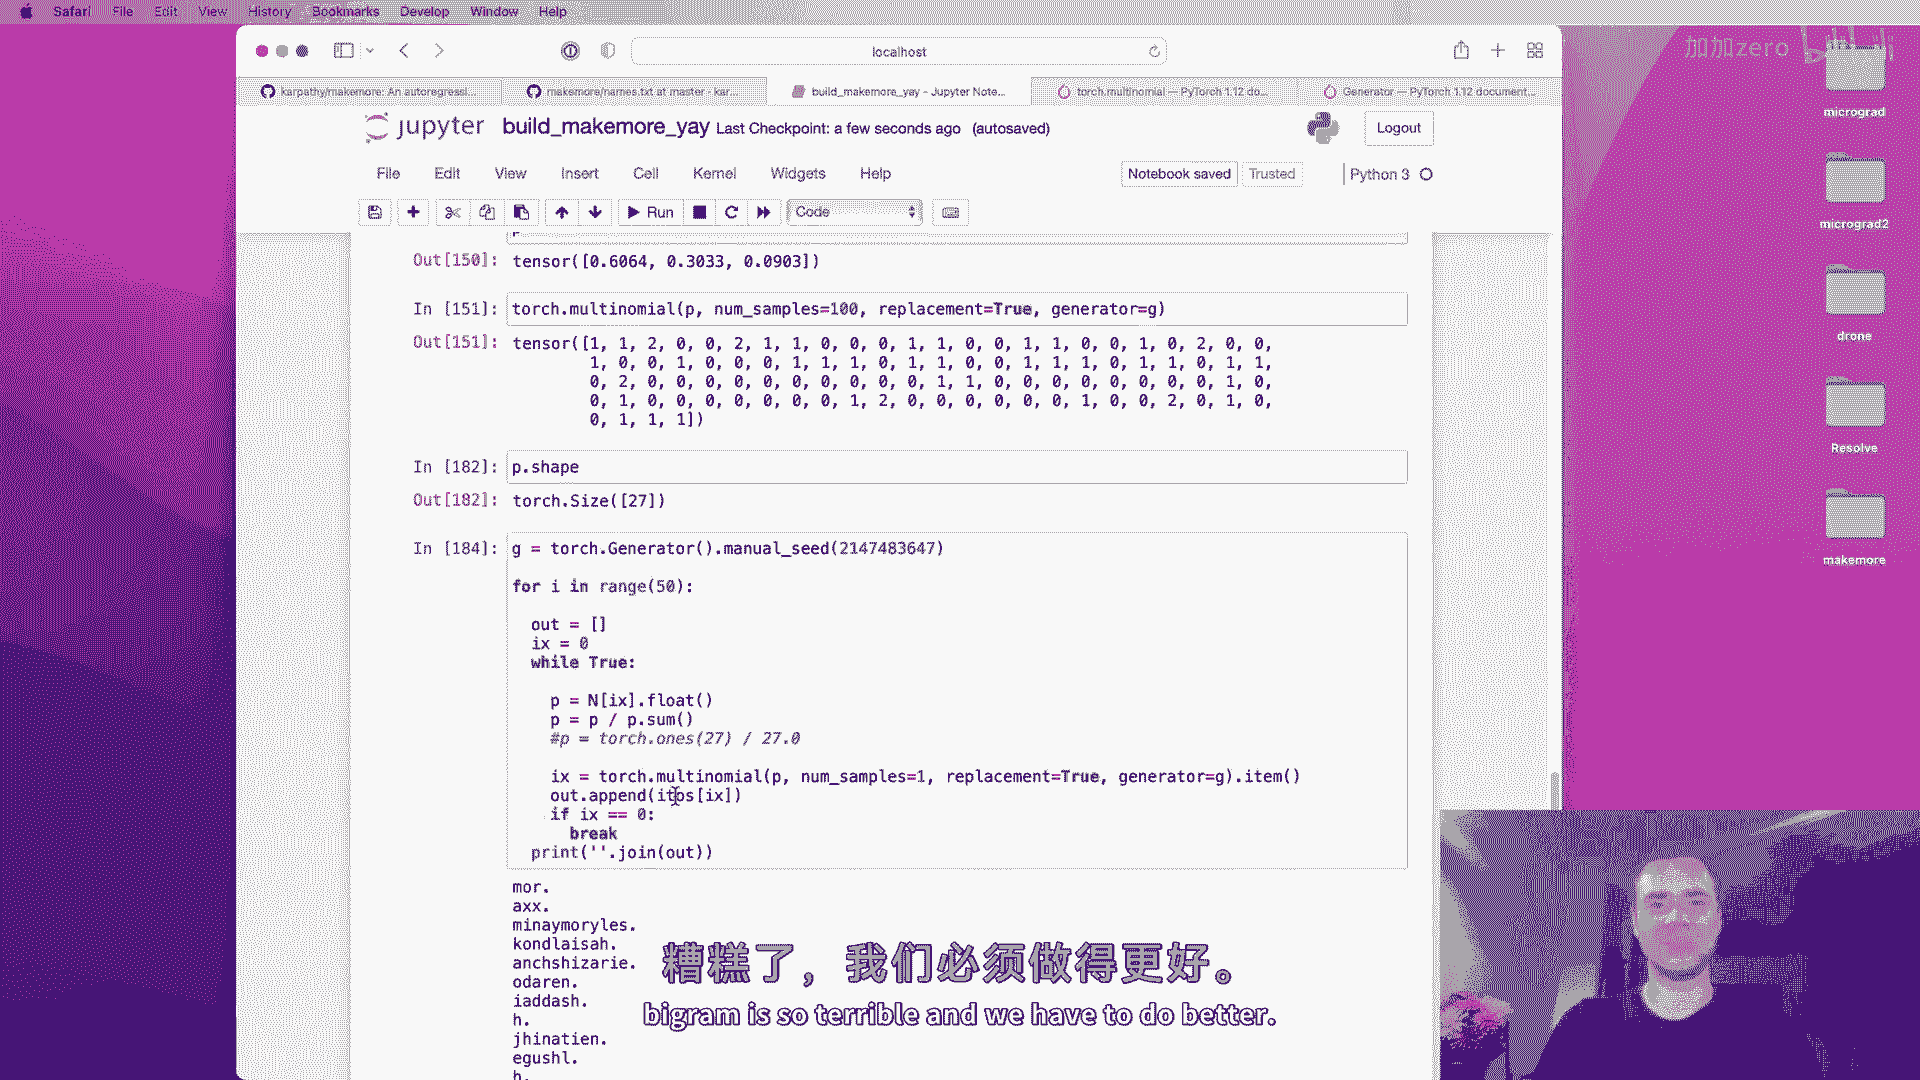 Safari File Edit View History Bookmarks Develop Window Help
加加zero
localhost
karpathy/makemore: An autoregressi...
makemore/names.txt at master · kar...
build_makemore_yay - Jupyter Note...
torch.multinomial — PyTorch 1.12 do...
Generator — PyTorch 1.12 document...
jupyter build_makemore_yay Last Checkpoint: a few seconds ago (autosaved)
Logout
File Edit View Insert Cell Kernel Widgets Help
Notebook saved Trusted Python 3
Run Code
Out[150]: tensor([0.6064, 0.3033, 0.0903])
In [151]: torch.multinomial(p, num_samples=100, replacement=True, generator=g)
Out[151]: tensor([1, 1, 2, 0, 0, 2, 1, 1, 0, 0, 0, 1, 1, 0, 0, 1, 1, 0, 0, 1, 0, 2, 0, 0,
1, 0, 0, 1, 0, 0, 0, 1, 1, 1, 0, 1, 1, 0, 0, 1, 1, 1, 0, 1, 1, 0, 1, 1,
0, 2, 0, 0, 0, 0, 0, 0, 0, 0, 0, 0, 1, 1, 0, 0, 0, 0, 0, 0, 0, 0, 1, 0,
0, 1, 0, 0, 0, 0, 0, 0, 0, 1, 2, 0, 0, 0, 0, 0, 0, 1, 0, 0, 2, 0, 1, 0,
0, 1, 1, 1])
In [182]: p.shape
Out[182]: torch.Size([27])
In [184]: g = torch.Generator().manual_seed(2147483647)
for i in range(50):
out = []
ix = 0
while True:
p = N[ix].float()
p = p / p.sum()
#p = torch.ones(27) / 27.0
ix = torch.multinomial(p, num_samples=1, replacement=True, generator=g).item()
out.append(itos[ix])
if ix == 0:
break
print(''.join(out))
mor.
axx.
minaymoryles.
kondlaisah.
anchshizarie.
odaren.
iaddash.
h.
jhinatien.
egushl.
h.
糟糕了，我们必须做得更好。
bigram is so terrible and we have to do better.
micrograd
micrograd2
drone
Resolve
makemore